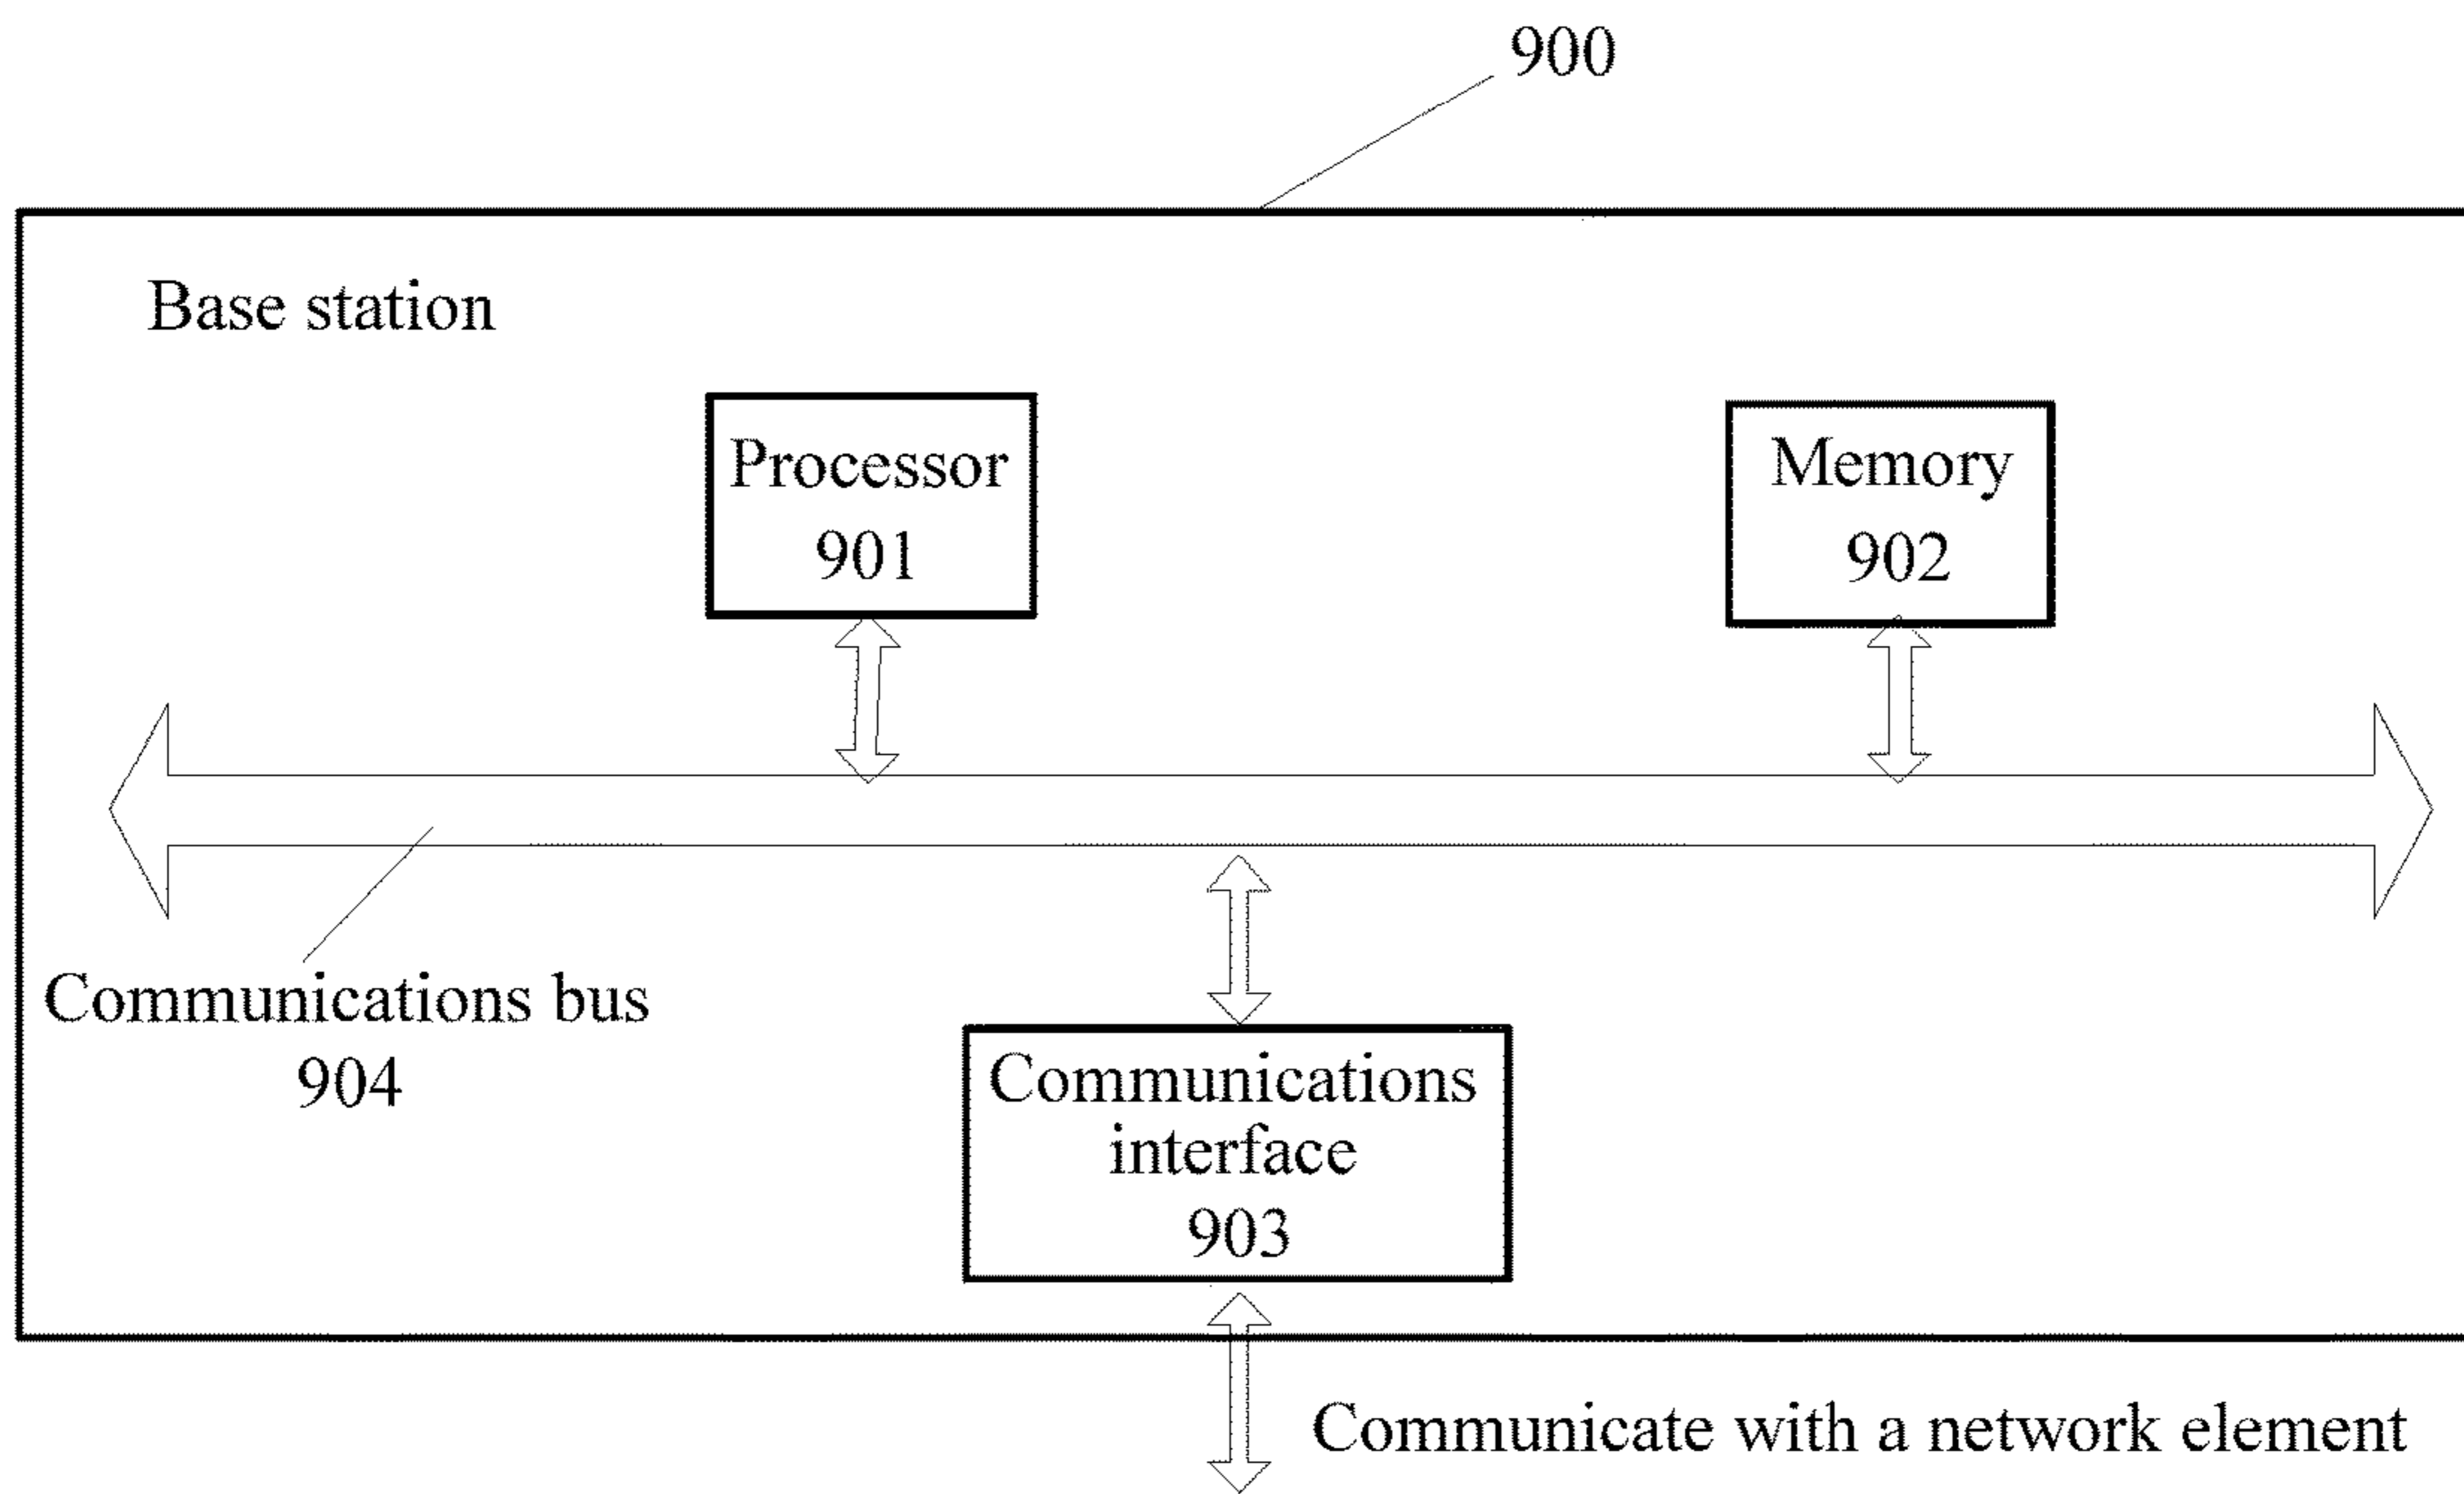 900
Base station
Processor
901
Memory
902
Communications bus
904
Communications
interface
903
Communicate with a network element